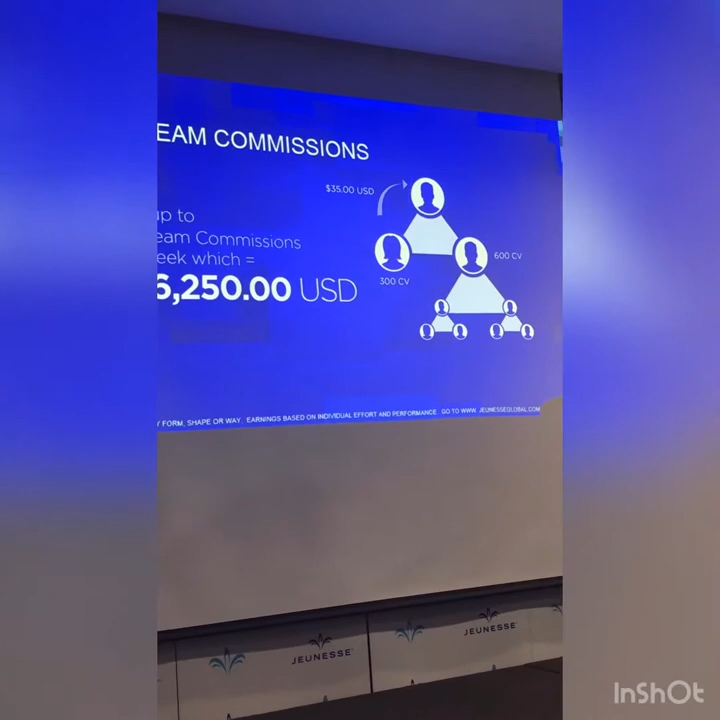 EAM COMMISSIONS
$35.00 USD
up to
eam Commissions
eek which =
6,250.00 USD
600 CV
300 CV
Y FORM, SHAPE OR WAY. EARNINGS BASED ON INDIVIDUAL EFFORT AND PERFORMANCE. GO TO WWW. JEUNESSEGLOBAL.COM
JEUNESSE
JEUNESSE
InShOt